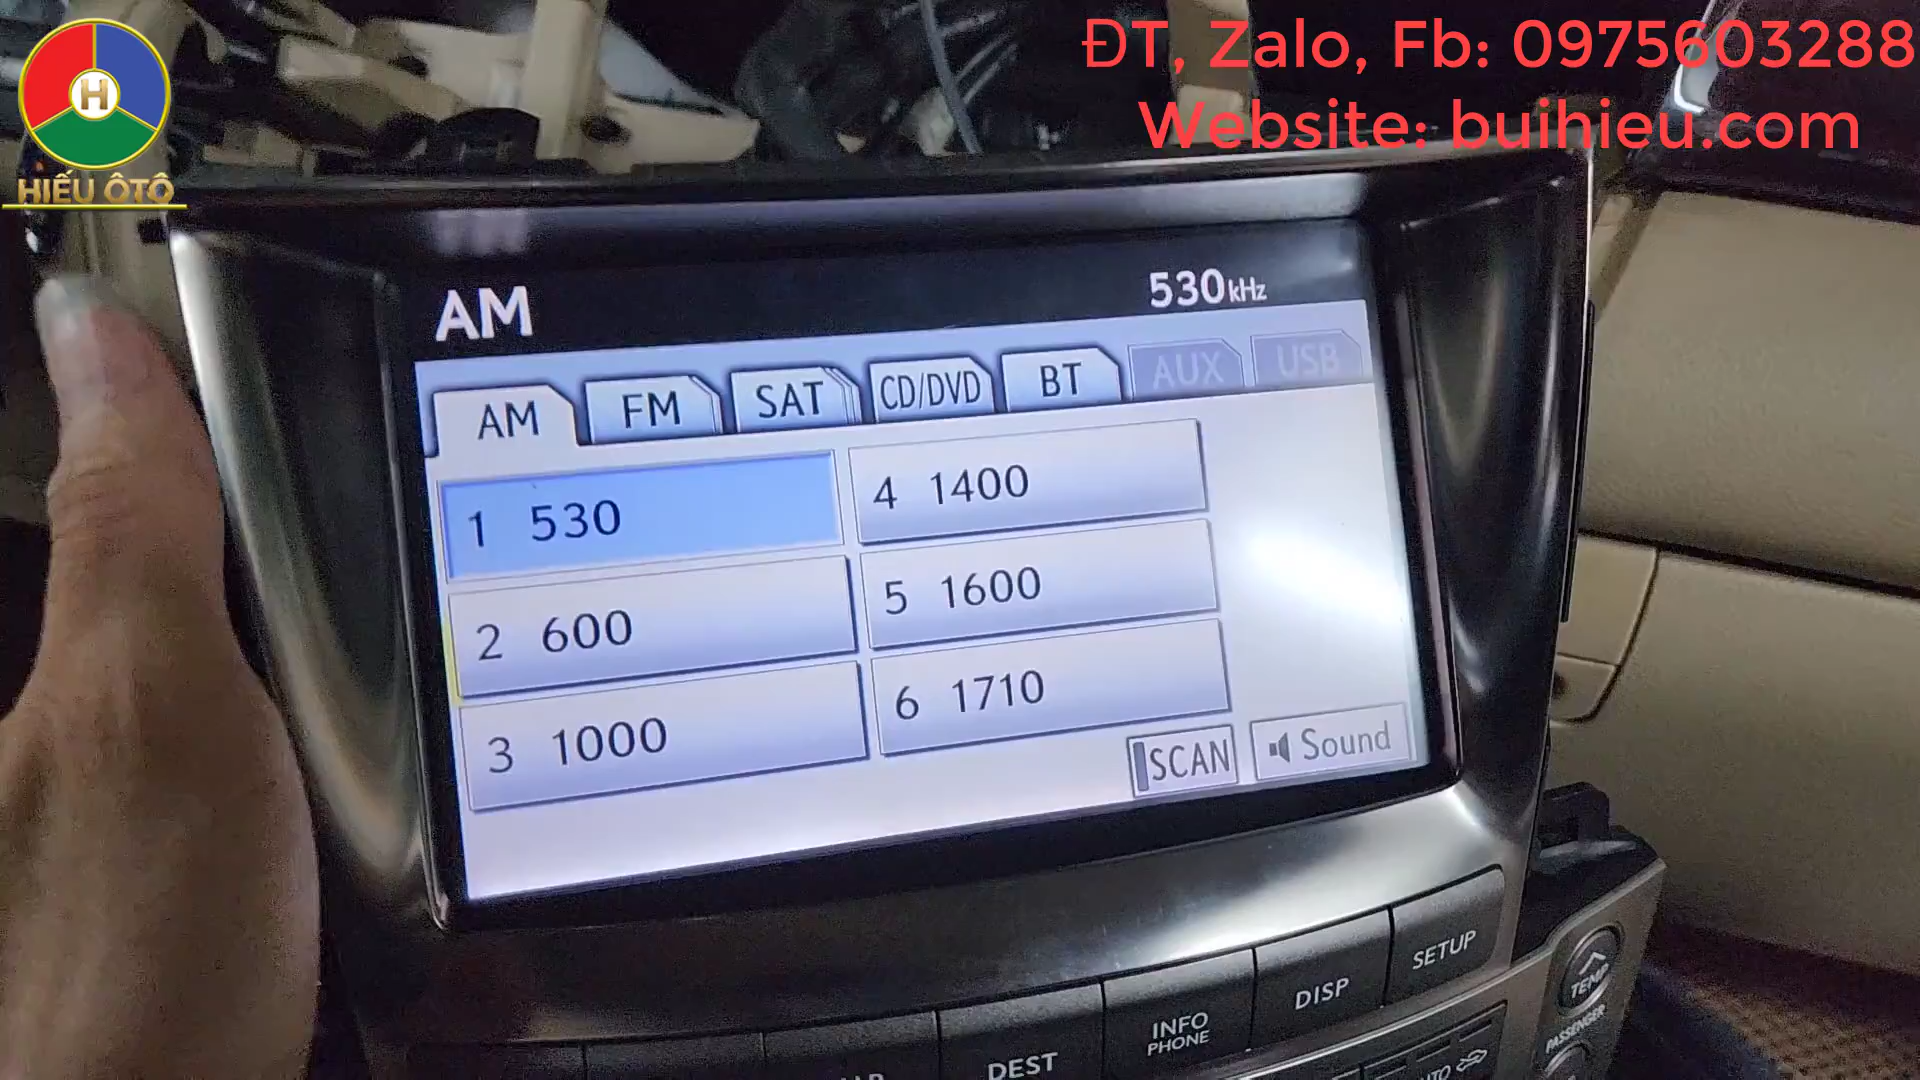 ĐT, Zalo, Fb: 0975603288
Website: buihieu.com
H
HIẾU ÔTÔ
AM
530kHz
AM FM SAT CD/DVD BT AUX USB
1 530
4 1400
2 600
5 1600
3 1000
6 1710
SCAN Sound
DEST
INFO
PHONE
DISP
SETUP
TEMP
PASSENGER